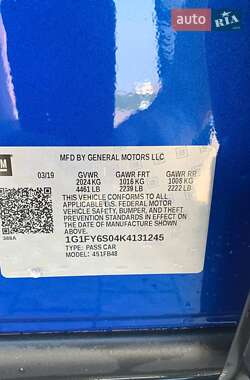 AUTO RIA
GM
MFD BY GENERAL MOTORS LLC
03/19 GVWR GAWR FRT GAWR RR
2024 KG 1016 KG 1008 KG
4461 LB 2239 LB 2222 LB
THIS VEHICLE CONFORMS TO ALL
APPLICABLE U.S. FEDERAL MOTOR
VEHICLE SAFETY, BUMPER, AND THEFT
PREVENTION STANDARDS IN EFFECT
ON THE DATE OF MANUFACTURE
SHOWN ABOVE.
1G1FY6S04K4131245
TYPE: PASS CAR
MODEL: 451FB48